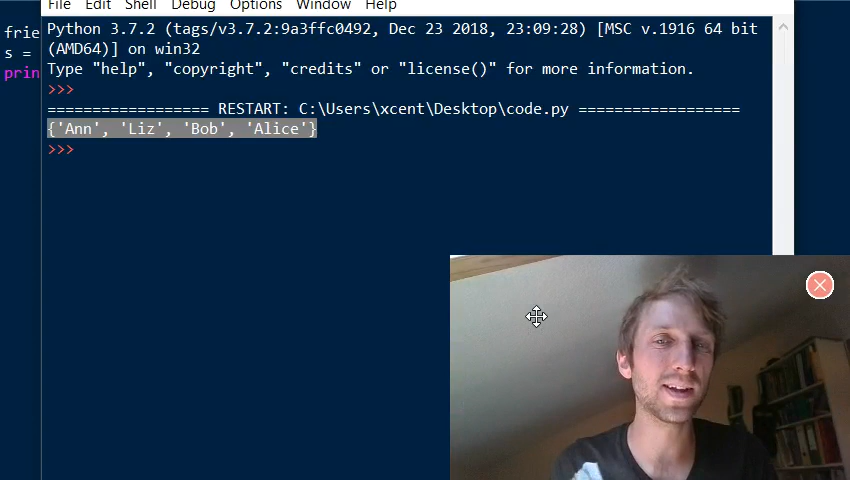 File Edit Shell Debug Options Window Help
frie
s =
prin
Python 3.7.2 (tags/v3.7.2:9a3ffc0492, Dec 23 2018, 23:09:28) [MSC v.1916 64 bit
(AMD64)] on win32
Type "help", "copyright", "credits" or "license()" for more information.
>>>
================== RESTART: C:\Users\xcent\Desktop\code.py ==================
{'Ann', 'Liz', 'Bob', 'Alice'}
>>>